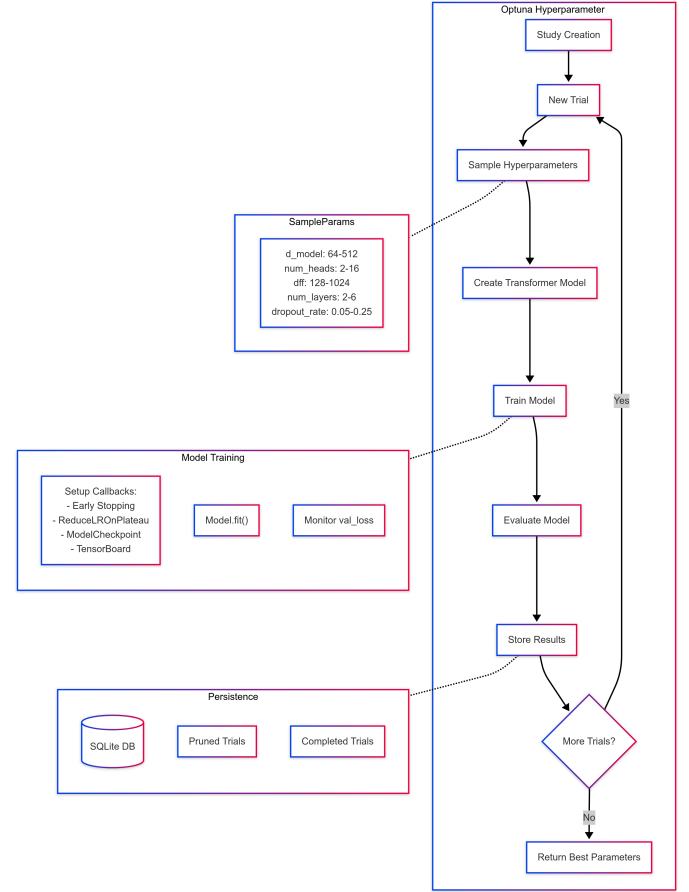 Optuna Hyperparameter
Study Creation
New Trial
Sample Hyperparameters
SampleParams
d_model: 64-512
num_heads: 2-16
dff: 128-1024
num_layers: 2-6
dropout_rate: 0.05-0.25
Create Transformer Model
Train Model
Yes
Model Training
Setup Callbacks:
- Early Stopping
- ReduceLROnPlateau
- ModelCheckpoint
- TensorBoard
Model.fit()
Monitor val_loss
Evaluate Model
Store Results
Persistence
SQLite DB
Pruned Trials
Completed Trials
More Trials?
No
Return Best Parameters